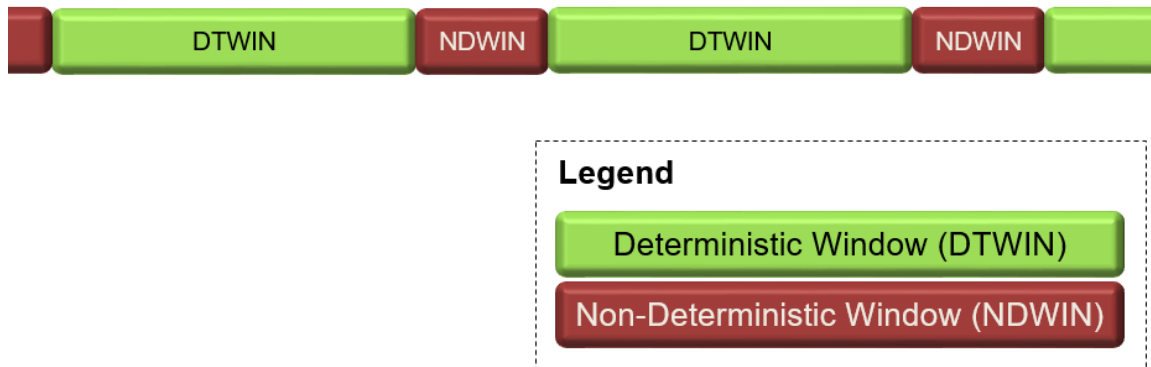 DTWIN NDWIN DTWIN NDWIN
Legend
Deterministic Window (DTWIN)
Non-Deterministic Window (NDWIN)